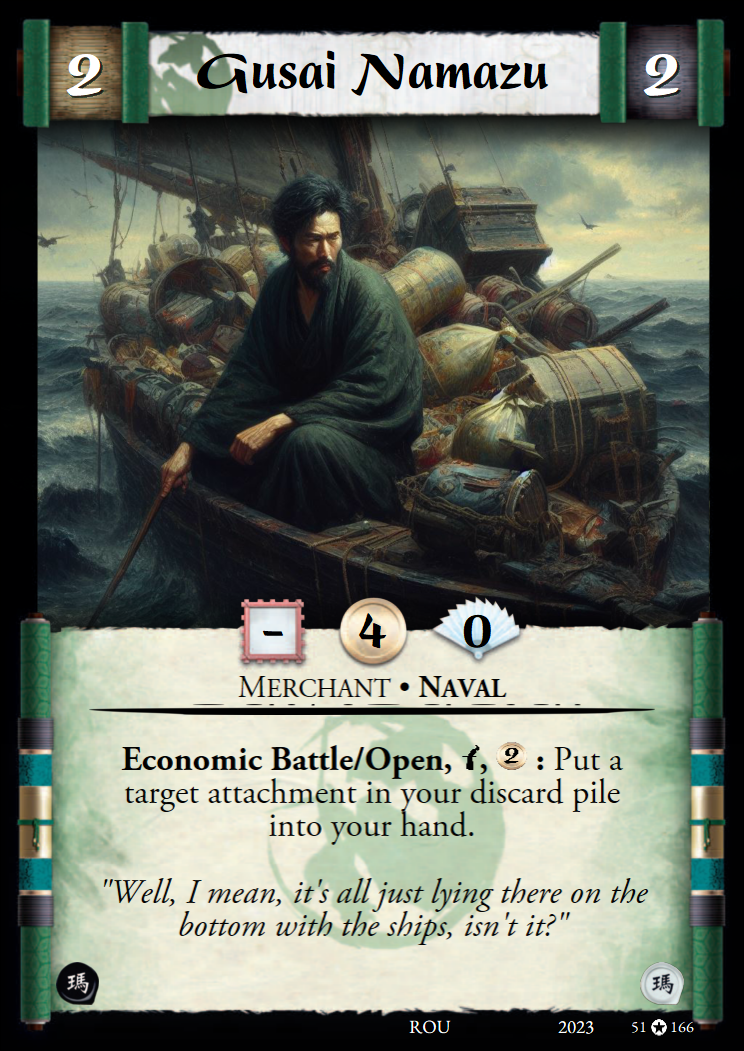 2 Gusai Namazu 2
- 4 0
Merchant • Naval
Economic Battle/Open, , 2 : Put a
target attachment in your discard pile
into your hand.
"Well, I mean, it's all just lying there on the
bottom with the ships, isn't it?"
瑪 瑪
ROU 2023 51 166